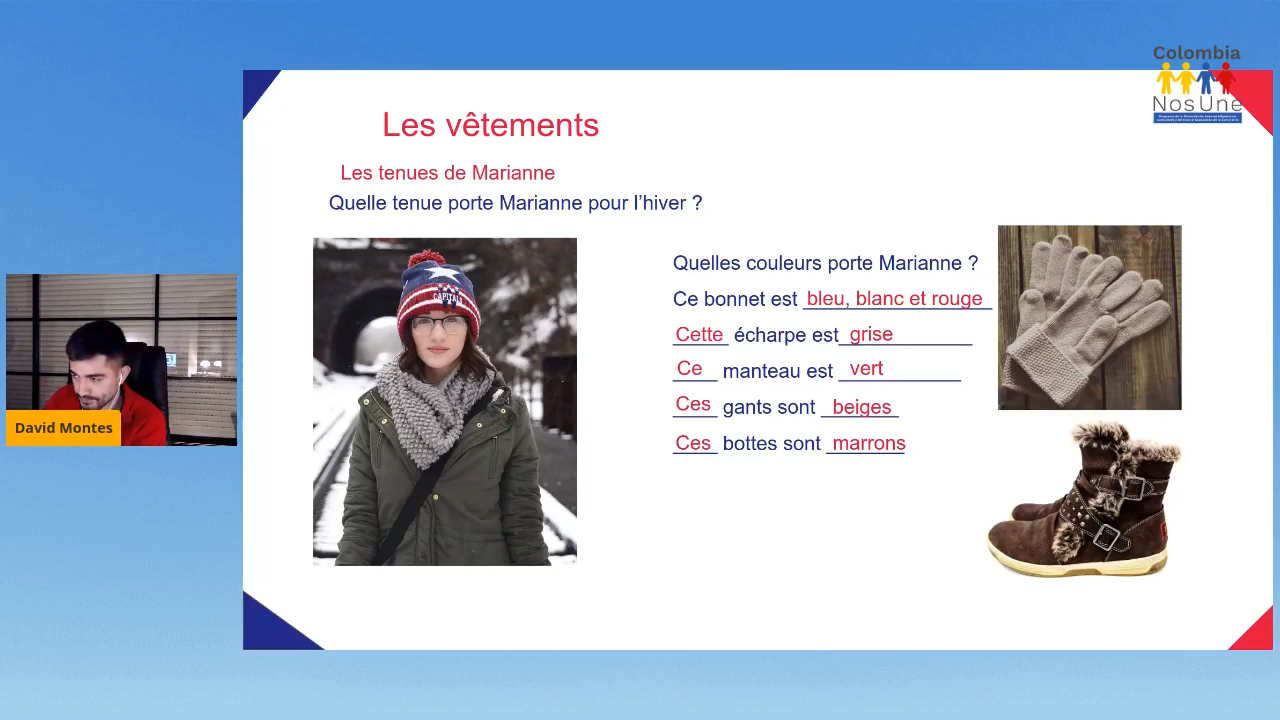 Colombia
Nos Une
Les vêtements
Les tenues de Marianne
Quelle tenue porte Marianne pour l'hiver ?
CAPITALS
Quelles couleurs porte Marianne ?
Ce bonnet est bleu, blanc et rouge
Cette écharpe est grise
Ce manteau est vert
Ces gants sont beiges
Ces bottes sont marrons
David Montes